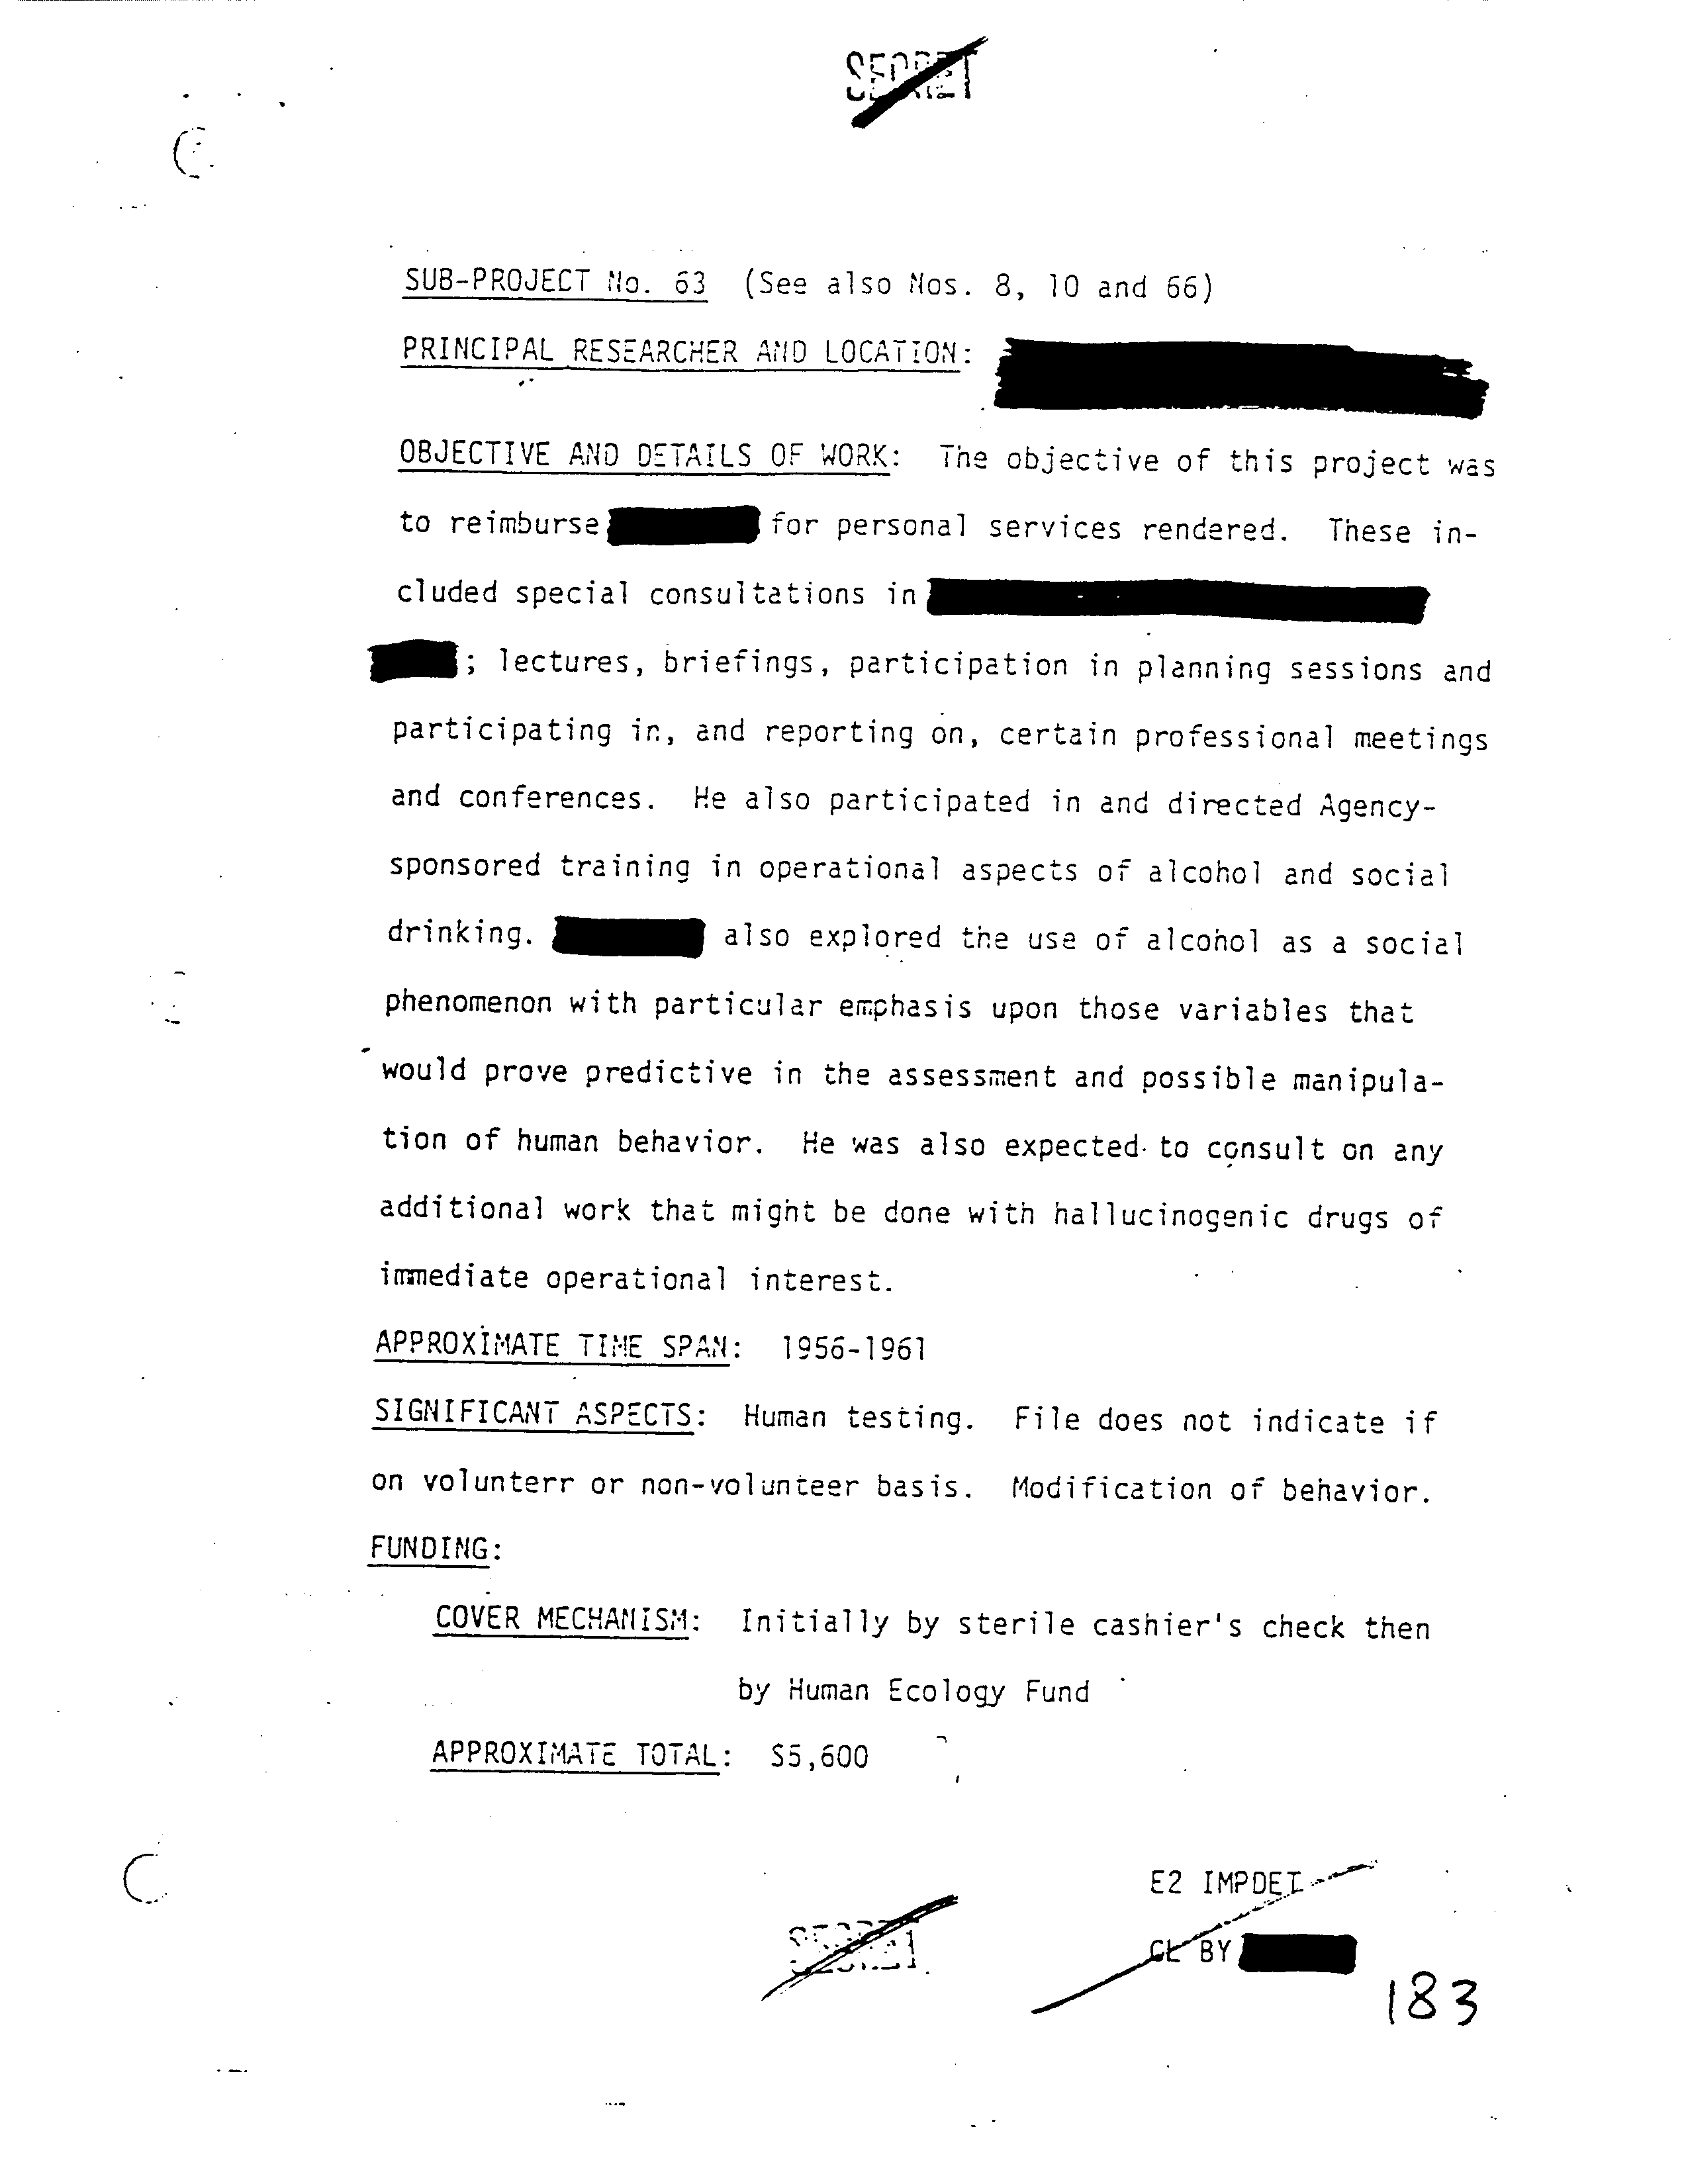 SECRET
SUB-PROJECT No. 63 (See also Nos. 8, 10 and 66)
PRINCIPAL RESEARCHER AND LOCATION:
OBJECTIVE AND DETAILS OF WORK: The objective of this project was
to reimburse for personal services rendered. These in-
cluded special consultations in
; lectures, briefings, participation in planning sessions and
participating in, and reporting on, certain professional meetings
and conferences. He also participated in and directed Agency-
sponsored training in operational aspects of alcohol and social
drinking. also explored the use of alcohol as a social
phenomenon with particular emphasis upon those variables that
would prove predictive in the assessment and possible manipula-
tion of human behavior. He was also expected to consult on any
additional work that might be done with hallucinogenic drugs of
immediate operational interest.
APPROXIMATE TIME SPAN: 1956-1961
SIGNIFICANT ASPECTS: Human testing. File does not indicate if
on volunterr or non-volunteer basis. Modification of behavior.
FUNDING:
COVER MECHANISM: Initially by sterile cashier's check then
by Human Ecology Fund
APPROXIMATE TOTAL: $5,600
E2 IMPDET
SECRET
CL BY
183